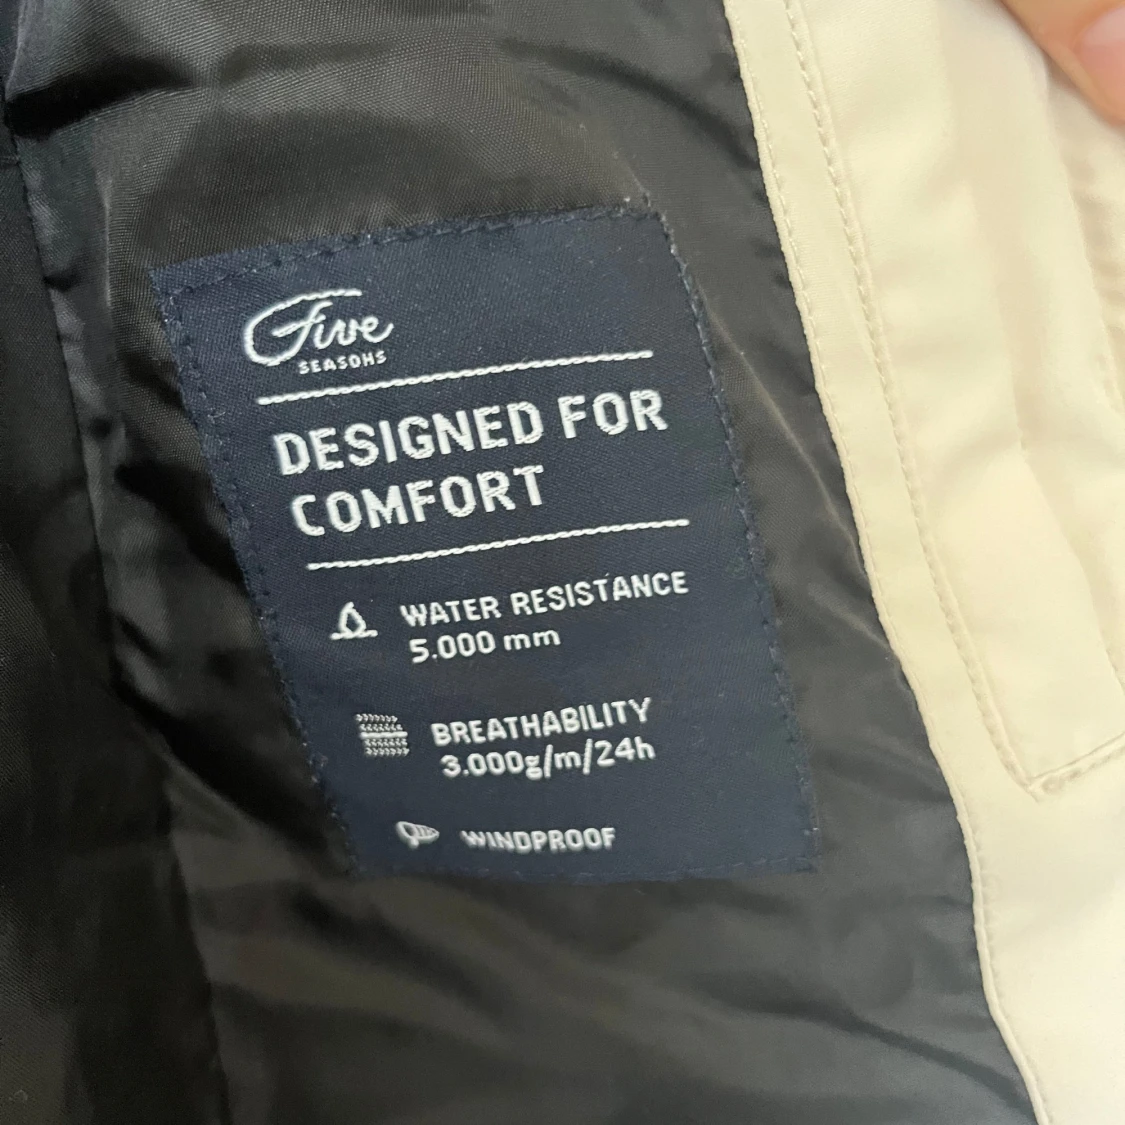 Five
SEASONS
DESIGNED FOR
COMFORT
WATER RESISTANCE
5.000 mm
BREATHABILITY
3.000g/m/24h
WINDPROOF